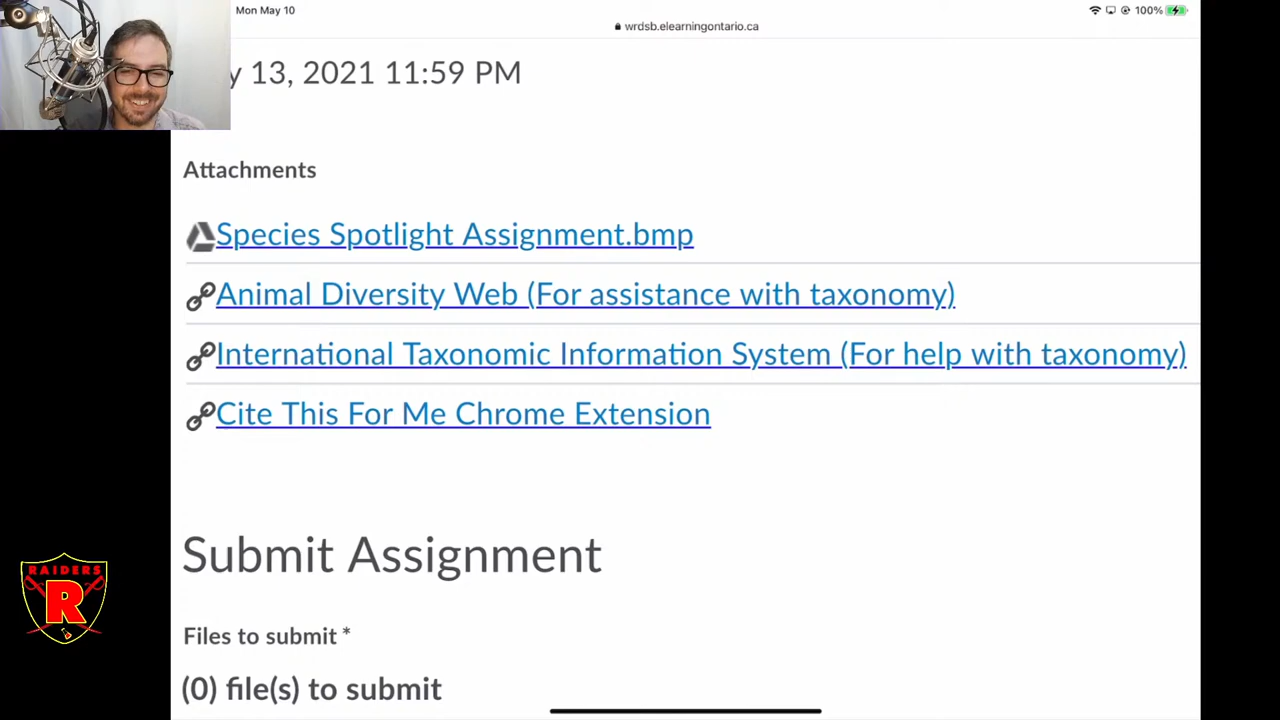 Mon May 10
100%
wrdsb.elearningontario.ca
y 13, 2021 11:59 PM
Attachments
Species Spotlight Assignment.bmp
Animal Diversity Web (For assistance with taxonomy)
International Taxonomic Information System (For help with taxonomy)
Cite This For Me Chrome Extension
Submit Assignment
RAIDERS
R
Files to submit *
(0) file(s) to submit